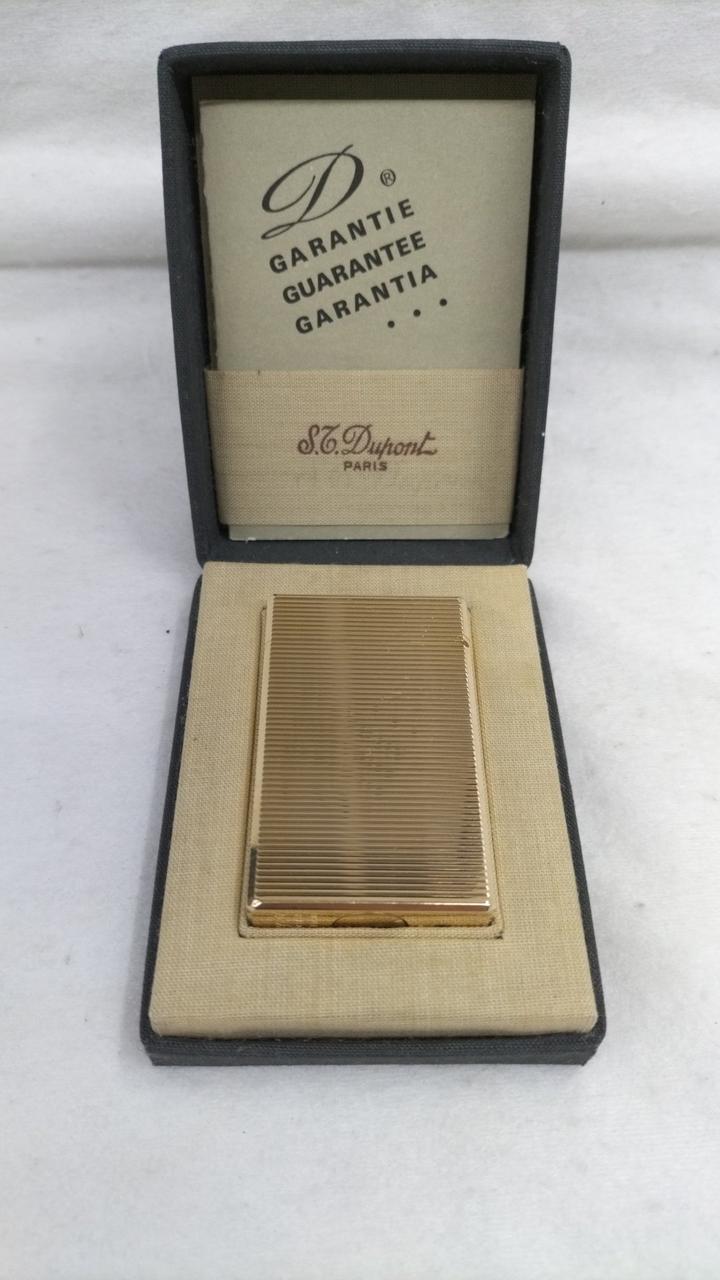 D ®
GARANTIE
GUARANTEE
GARANTIA
. . .
S.T. Dupont
PARIS